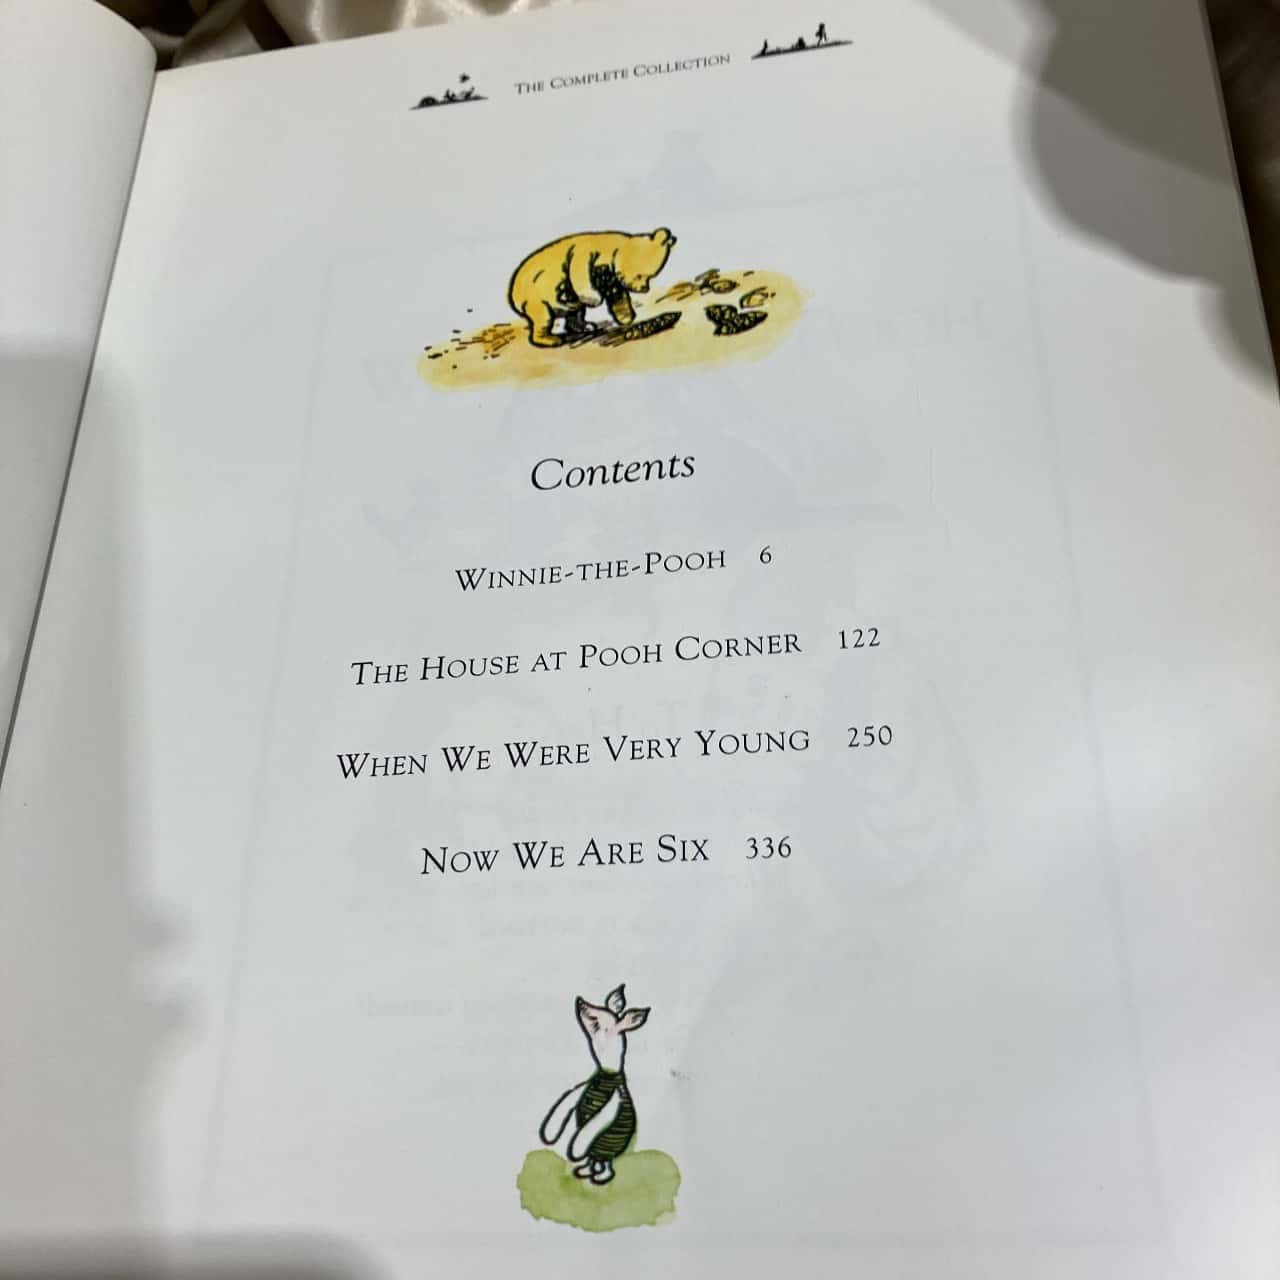 The Complete Collection
Contents
Winnie-the-Pooh 6
The House at Pooh Corner 122
When We Were Very Young 250
Now We Are Six 336